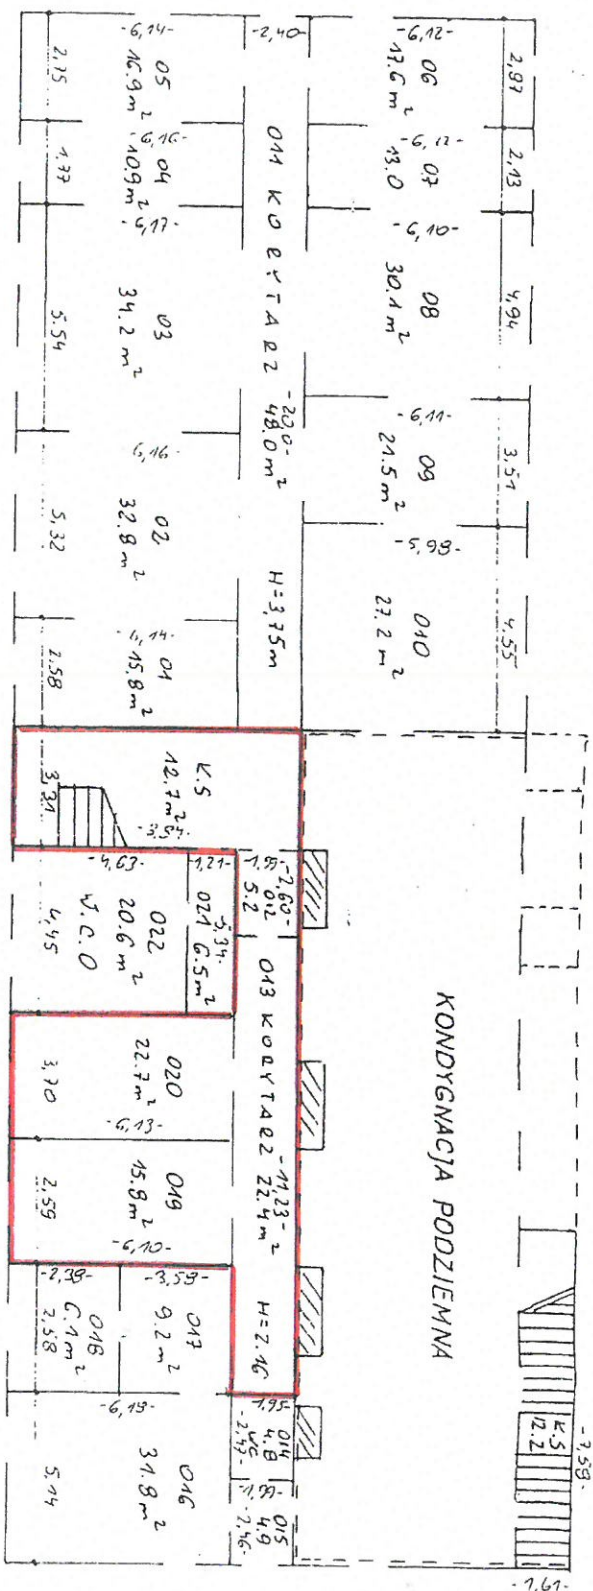 -6,14-
05
16.9 m²
2,75
-2,40-
-6,12-
06
17.6 m²
2,97
-6,16-
04
10.9 m²
1,77
-6,12-
07
13.0
2,13
-6,17-
03
34.2 m²
5.54
011 KORYTARZ
-20,0-
48.0 m²
H=3,75m
-6,10-
08
30.1 m²
4,94
-6,11-
09
21.5 m²
3.51
6,16-
02
32.8 m²
5,32
-5,98-
010
27.2 m²
4.55
-6,14-
01
15.8 m²
2.58
K.S
12.7 m²
-3,84-
3,31
-4,63-
022
20.6 m²
W.C.O
4,45
-1,21-
-5,34-
021 6.5 m²
-1,99-
-2,60-
012
5.2
013 KORYTARZ
-11,23-
22.4 m²
H=2.16
020
22.7 m²
3,70
-6,13-
019
15.8 m²
2,59
-6,10-
-3,59-
017
9.2 m²
-2,39-
018
6.1 m²
2,58
-6,19-
016
31.8 m²
5,14
1,95-
014
4.8
WC
-2,47-
-1,99-
015
4.9
-2,46-
KONDYGNACJA PODZIEMNA
K.S
12.2
-7,59-
-1,61-